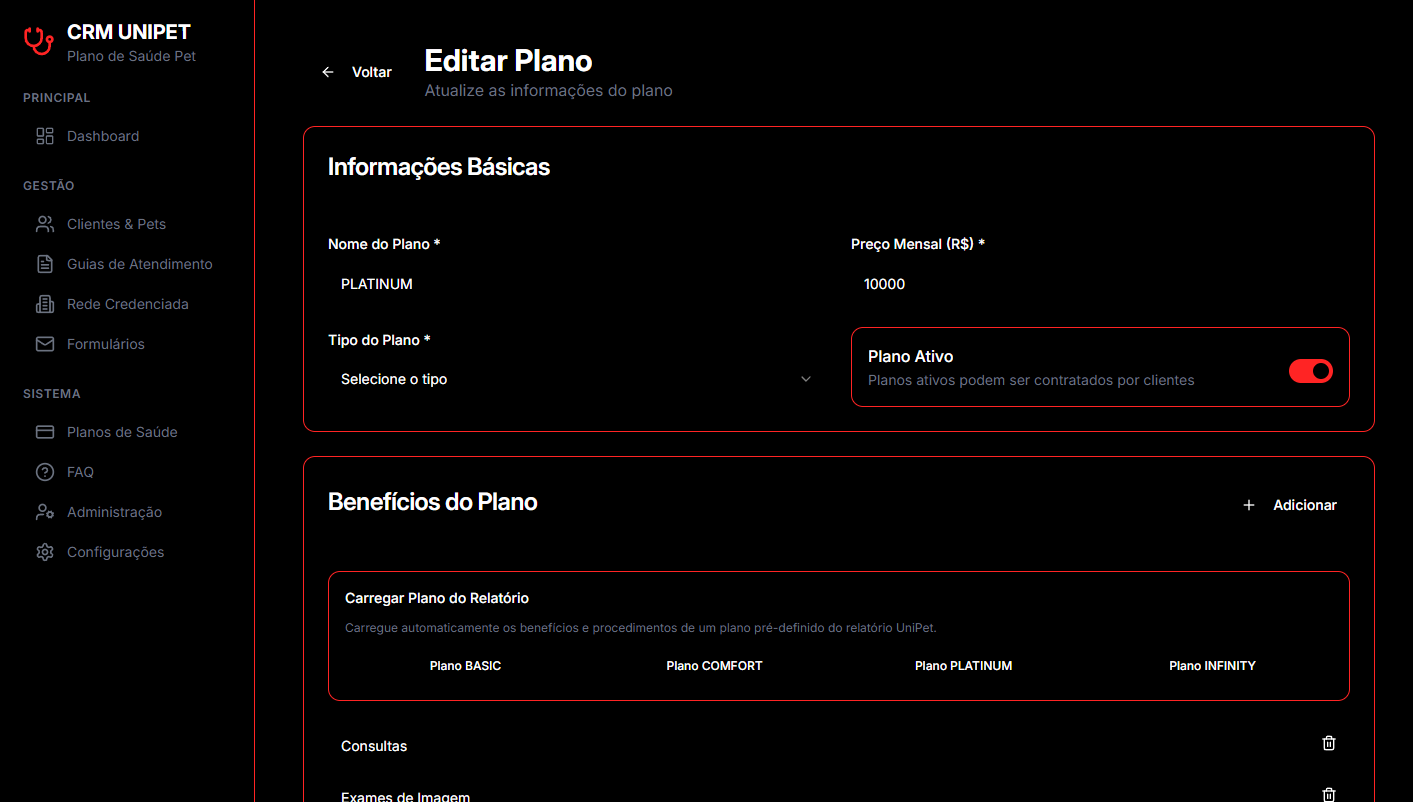 CRM UNIPET
Plano de Saúde Pet
PRINCIPAL
Dashboard
GESTÃO
Clientes & Pets
Guias de Atendimento
Rede Credenciada
Formulários
SISTEMA
Planos de Saúde
FAQ
Administração
Configurações
Voltar
Editar Plano
Atualize as informações do plano
Informações Básicas
Nome do Plano *
PLATINUM
Preço Mensal (R$) *
10000
Tipo do Plano *
Selecione o tipo
Plano Ativo
Planos ativos podem ser contratados por clientes
Benefícios do Plano
Adicionar
Carregar Plano do Relatório
Carregue automaticamente os benefícios e procedimentos de um plano pré-definido do relatório UniPet.
Plano BASIC
Plano COMFORT
Plano PLATINUM
Plano INFINITY
Consultas
Exames de Imagem